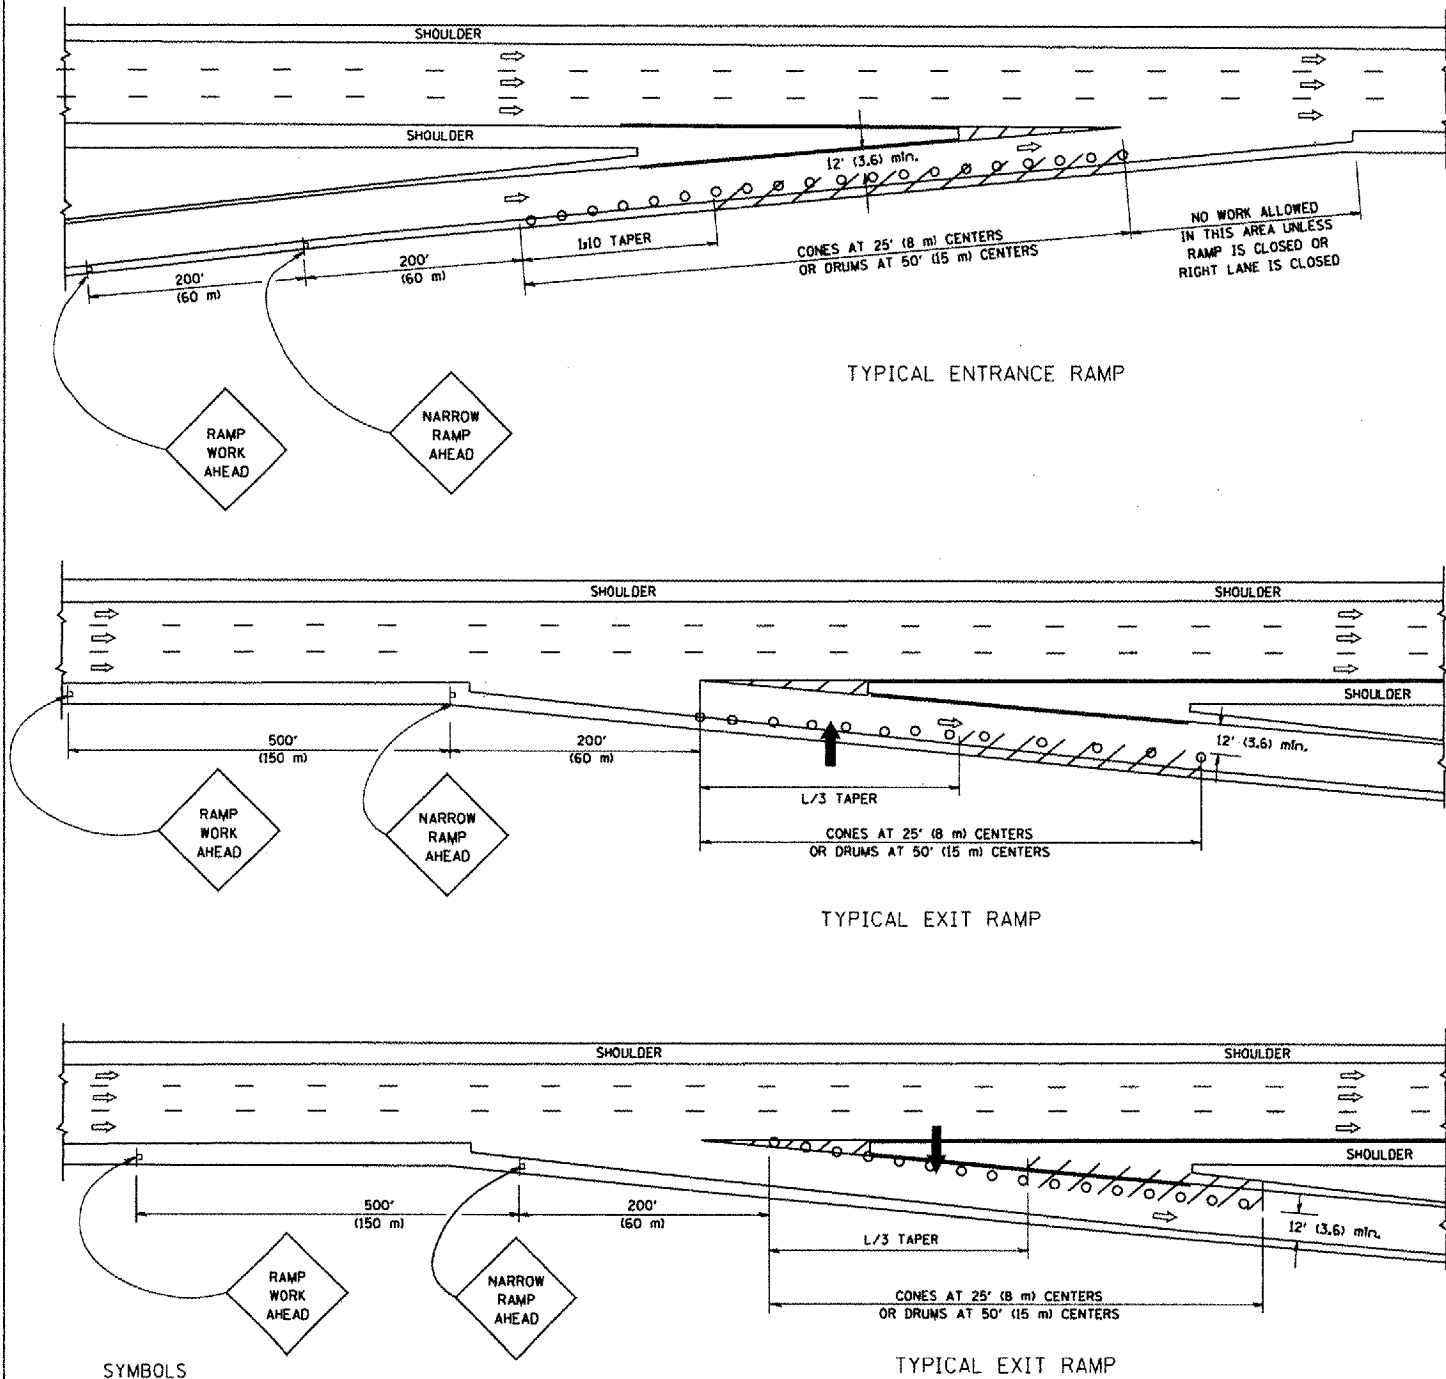 SHOULDER
SHOULDER
12' (3.6) min.
1:10 TAPER
200'
(60 m)
200'
(60 m)
CONES AT 25' (8 m) CENTERS
OR DRUMS AT 50' (15 m) CENTERS
NO WORK ALLOWED
IN THIS AREA UNLESS
RAMP IS CLOSED OR
RIGHT LANE IS CLOSED
TYPICAL ENTRANCE RAMP
RAMP
WORK
AHEAD
NARROW
RAMP
AHEAD
SHOULDER
SHOULDER
SHOULDER
500'
(150 m)
200'
(60 m)
12' (3.6) min.
L/3 TAPER
RAMP
WORK
AHEAD
NARROW
RAMP
AHEAD
CONES AT 25' (8 m) CENTERS
OR DRUMS AT 50' (15 m) CENTERS
TYPICAL EXIT RAMP
SHOULDER
SHOULDER
SHOULDER
500'
(150 m)
200'
(60 m)
12' (3.6) min.
L/3 TAPER
RAMP
WORK
AHEAD
NARROW
RAMP
AHEAD
CONES AT 25' (8 m) CENTERS
OR DRUMS AT 50' (15 m) CENTERS
SYMBOLS
TYPICAL EXIT RAMP